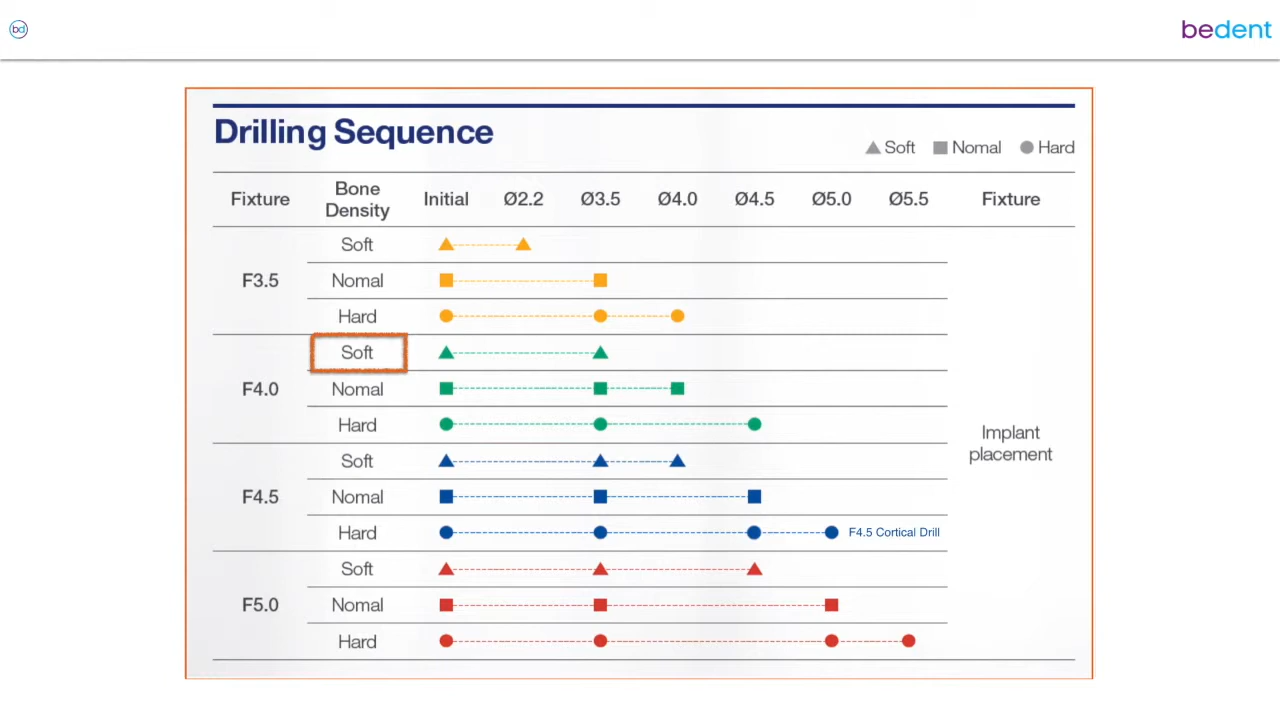 bd
bedent
Drilling Sequence
Soft Nomal Hard
Fixture Bone Density Initial Ø2.2 Ø3.5 Ø4.0 Ø4.5 Ø5.0 Ø5.5 Fixture
F3.5
Soft
Nomal
Hard
F4.0
Soft
Nomal
Hard
F4.5
Soft
Nomal
Hard F4.5 Cortical Drill
F5.0
Soft
Nomal
Hard
Implant
placement